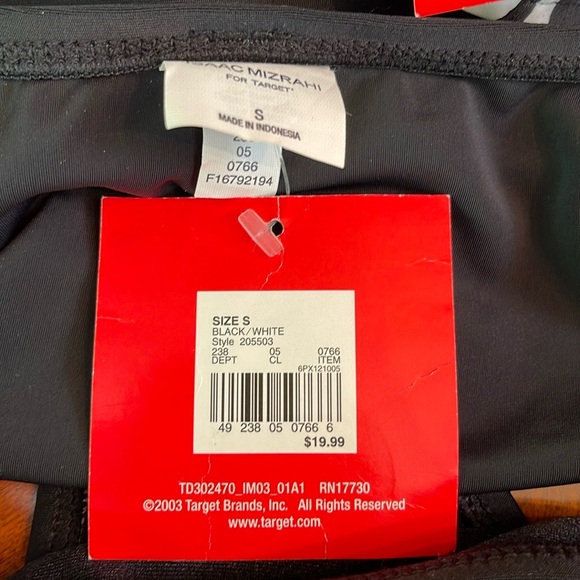 MIZRAHI
FOR TARGET
S
MADE IN INDONESIA
05
0766
F16792194
SIZE S
BLACK/WHITE
Style 205503
238 05 0766
DEPT CL ITEM
6PX121005
49 238 05 0766 6
$19.99
TD302470_IM03_01A1 RN17730
©2003 Target Brands, Inc. All Rights Reserved
www.target.com